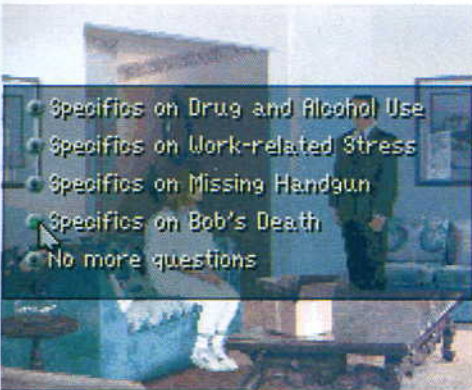 Specifics on Drug and Alcohol Use
Specifics on Work-related Stress
Specifics on Missing Handgun
Specifics on Bob's Death
No more questions